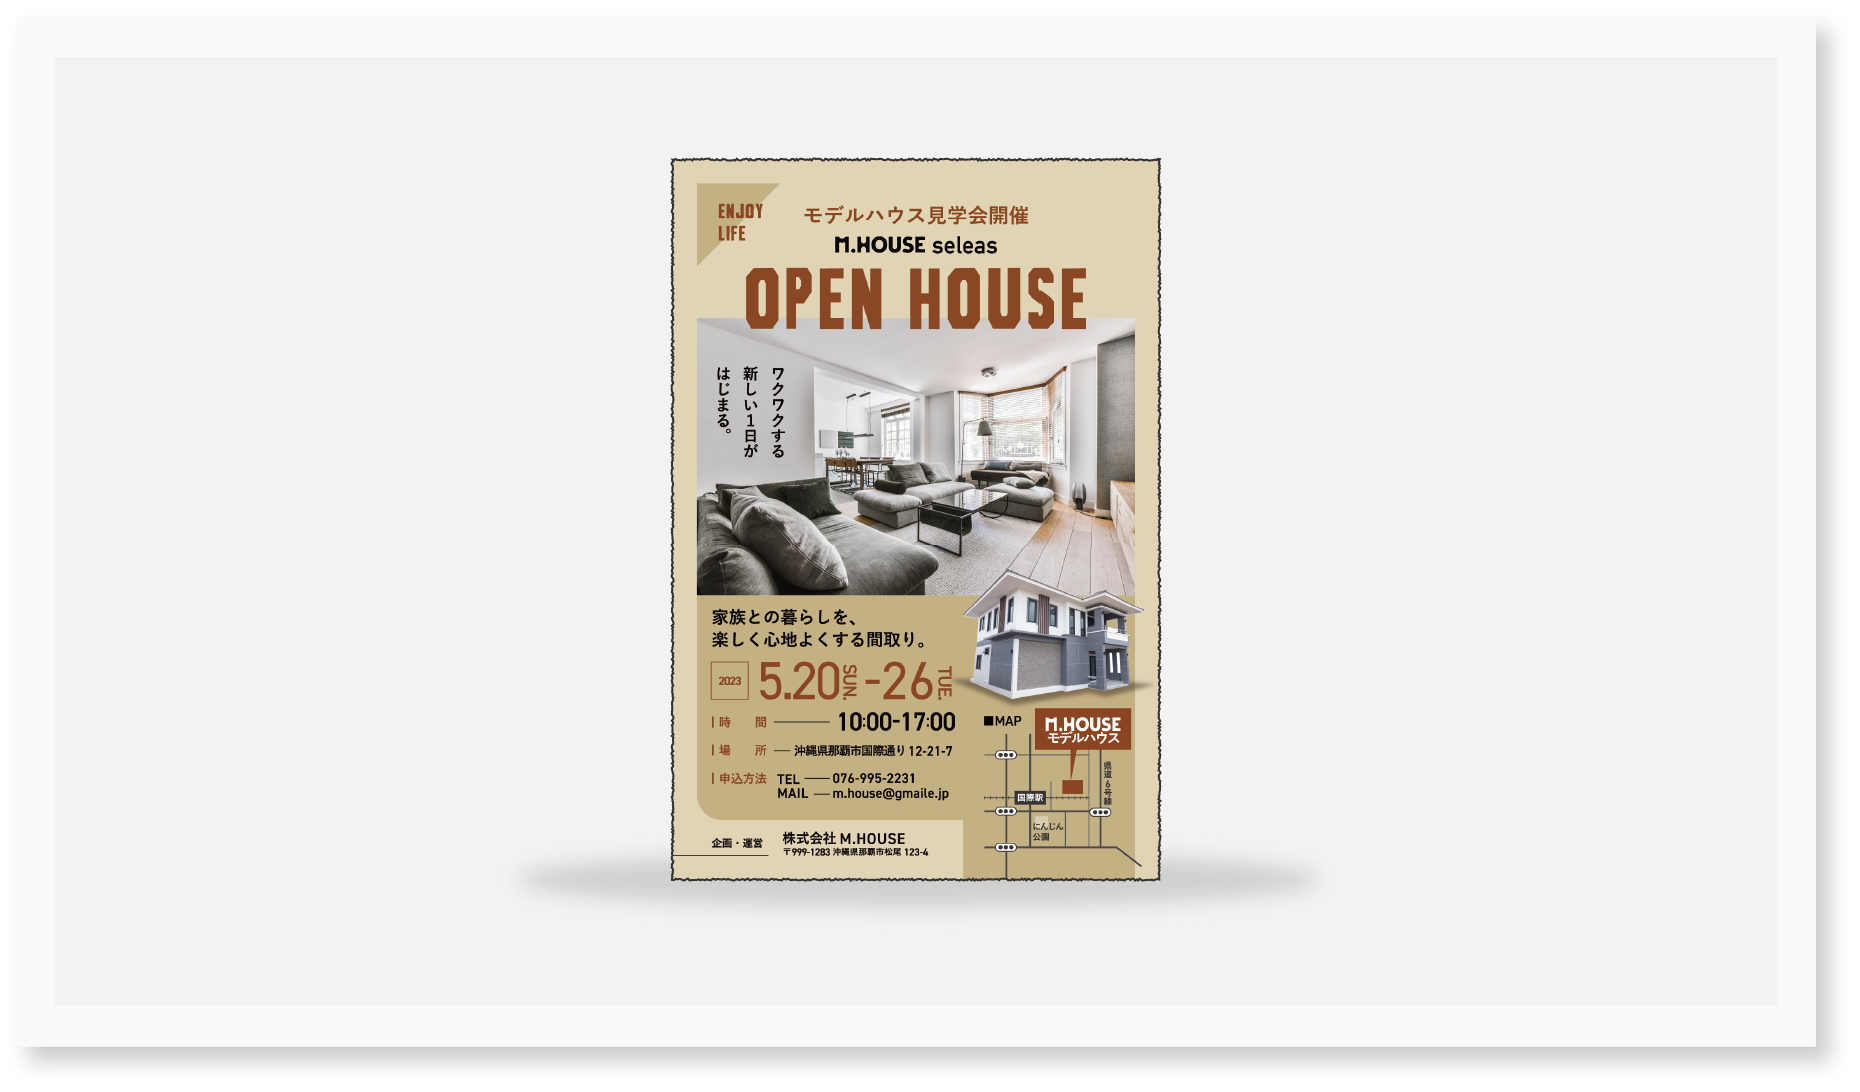 ENJOY
LIFE
モデルハウス見学会開催
M.HOUSE seleas
OPEN HOUSE
ワクワクする
新しい1日が
はじまる。
家族との暮らしを、
楽しく心地よくする間取り。
2023 5.20 SUN. -26 TUE.
時 間 10:00-17:00
場 所 沖縄県那覇市国際通り 12-21-7
申込方法 TEL 076-995-2231
MAIL m.house@gmaile.jp
企画・運営 株式会社 M.HOUSE
〒999-1283 沖縄県那覇市松尾 123-4
■MAP
M.HOUSE
モデルハウス
県道6号線
国際駅
にんじん
公園